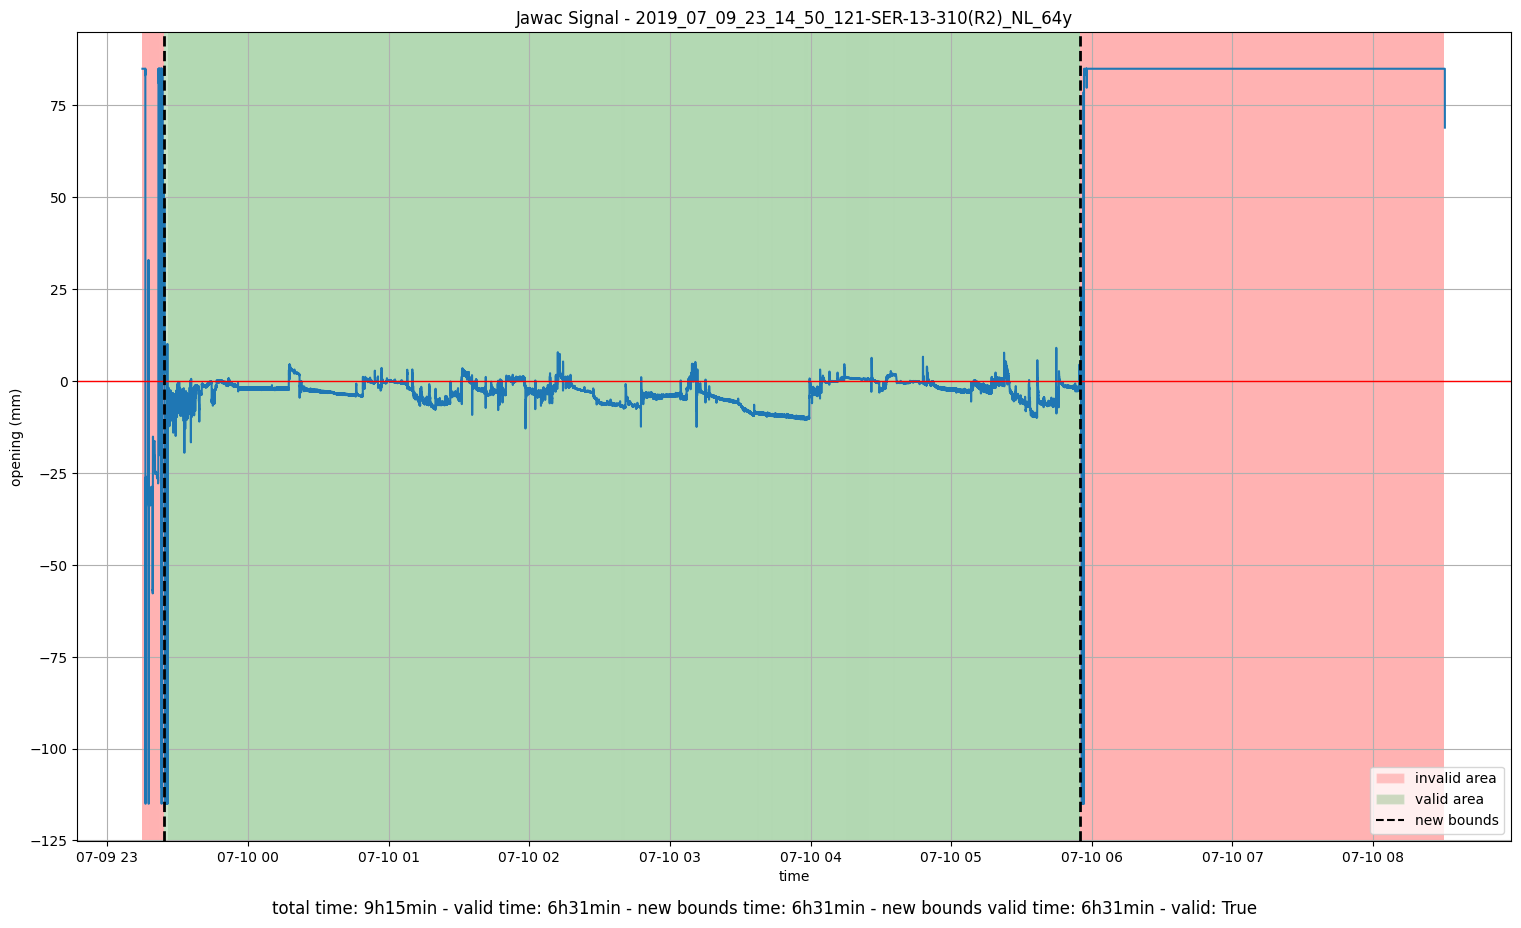 Jawac Signal - 2019_07_09_23_14_50_121-SER-13-310(R2)_NL_64y
opening (mm)
75
50
25
0
−25
−50
−75
−100
−125
invalid area
valid area
new bounds
07-09 23
07-10 00
07-10 01
07-10 02
07-10 03
07-10 04
07-10 05
07-10 06
07-10 07
07-10 08
time
total time: 9h15min - valid time: 6h31min - new bounds time: 6h31min - new bounds valid time: 6h31min - valid: True